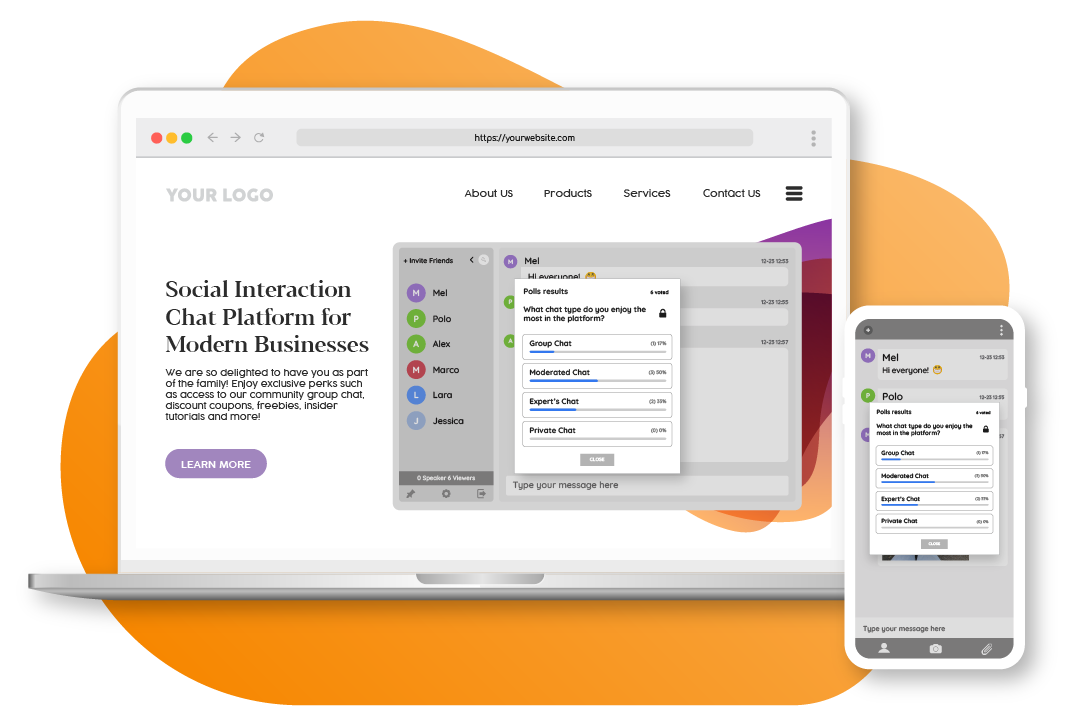 https://yourwebsite.com
YOUR LOGO
About Us
Products
Services
Contact Us
Social Interaction
Chat Platform for
Modern Businesses
We are so delighted to have you as part
of the family! Enjoy exclusive perks such
as access to our community group chat,
discount coupons, freebies, insider
tutorials and more!
LEARN MORE
+ Invite Friends
M Mel
P Polo
A Alex
M Marco
L Lara
J Jessica
0 Speaker 6 Viewers
M Mel 12-23 12:53
Hi everyone!
P 12-23 12:55
A 12-23 12:57
Polls results 6 voted
What chat type do you enjoy the
most in the platform?
Group Chat (1) 17%
Moderated Chat (3) 50%
Expert's Chat (2) 33%
Private Chat (0) 0%
CLOSE
Type your message here
M Mel 12-23 12:53
Hi everyone!
P Polo 12-23 12:55
Polls results 6 voted
What chat type do you enjoy the
most in the platform?
Group Chat (1) 17%
Moderated Chat (3) 50%
Expert's Chat (2) 33%
Private Chat (0) 0%
CLOSE
Type your message here